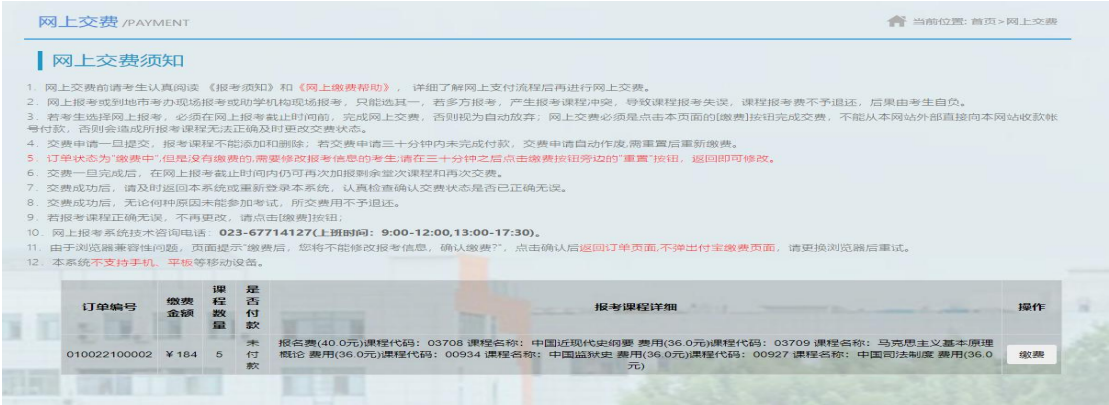 网上交费 /PAYMENT
当前位置: 首页>网上交费
网上交费须知
1. 网上交费前请考生认真阅读《报考须知》和《网上缴费帮助》，详细了解网上支付流程后再进行网上交费。
2. 网上报考或到地市考办现场报考或助学机构现场报考，只能选其一，若多方报考，产生报考课程冲突，导致课程报考失误，课程报考费不予退还，后果由考生自负。
3. 若考生选择网上报考，必须在网上报考截止时间前，完成网上交费，否则视为自动放弃；网上交费必须是点击本页面的[缴费]按钮完成交费，不能从本网站外部直接向本网站收款帐
号付款，否则会造成所报考课程无法正确及时更改交费状态。
4. 交费申请一旦提交，报考课程不能添加和删除；若交费申请三十分钟内未完成付款，交费申请自动作废,需重置后重新缴费。
5. 订单状态为"缴费中",但是没有缴费的,需要修改报考信息的考生;请在三十分钟之后点击缴费按钮旁边的"重置"按钮，返回即可修改。
6. 交费一旦完成后，在网上报考截止时间内仍可再次加报剩余堂次课程和再次交费。
7. 交费成功后，请及时返回本系统或重新登录本系统，认真检查确认交费状态是否已正确无误。
8. 交费成功后，无论何种原因未能参加考试，所交费用不予退还。
9. 若报考课程正确无误，不再更改，请点击[缴费]按钮；
10. 网上报考系统技术咨询电话：023-67714127(上班时间：9:00-12:00,13:00-17:30)。
11. 由于浏览器兼容性问题，页面提示"缴费后，您将不能修改报考信息，确认缴费?"，点击确认后返回订单页面,不弹出付宝缴费页面，请更换浏览器后重试。
12. 本系统不支持手机、平板等移动设备。
订单编号 缴费金额 课程数量 是否付款 报考课程详细 操作
010022100002 ￥184 5 未付款 报名费(40.0元)课程代码：03708 课程名称：中国近现代史纲要 费用(36.0元)课程代码：03709 课程名称：马克思主义基本原理
概论 费用(36.0元)课程代码：00934 课程名称：中国监狱史 费用(36.0元)课程代码：00927 课程名称：中国司法制度 费用(36.0
元) 缴费